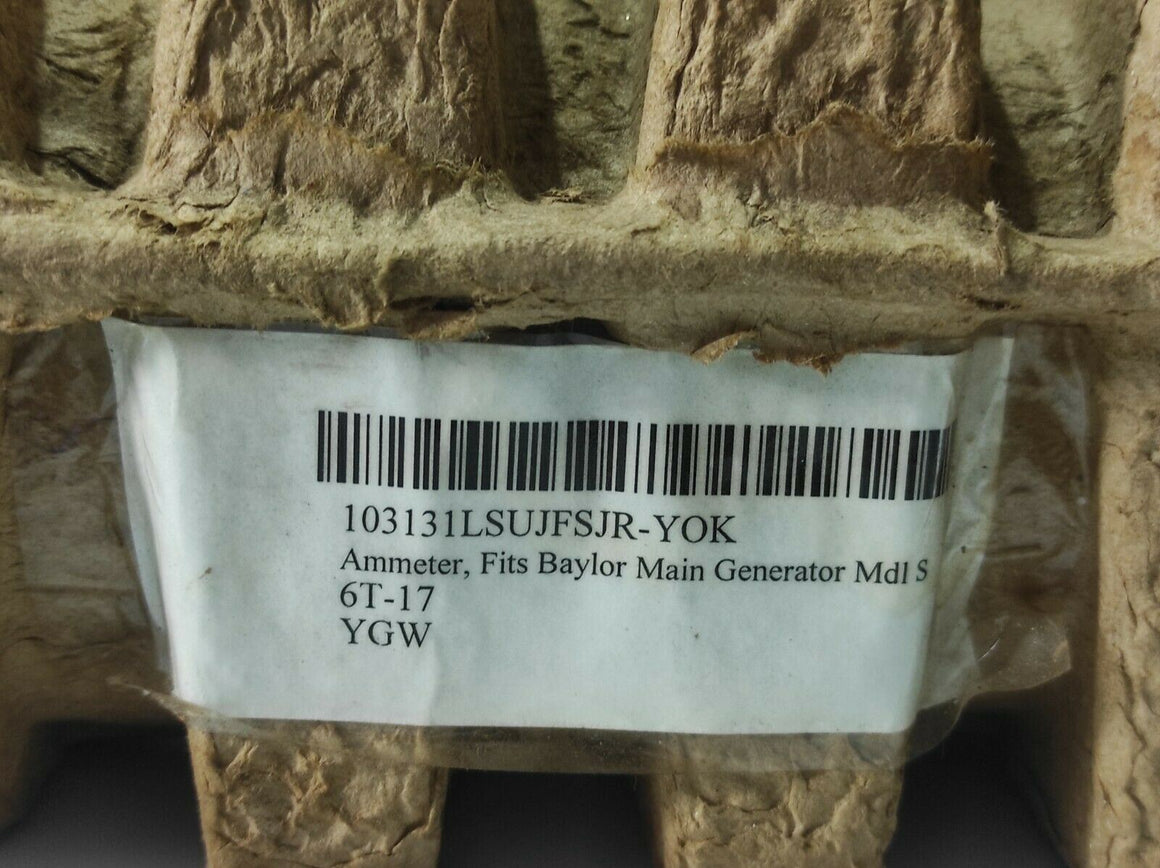 103131LSUJFSJR-YOK
Ammeter, Fits Baylor Main Generator Mdl S
6T-17
YGW